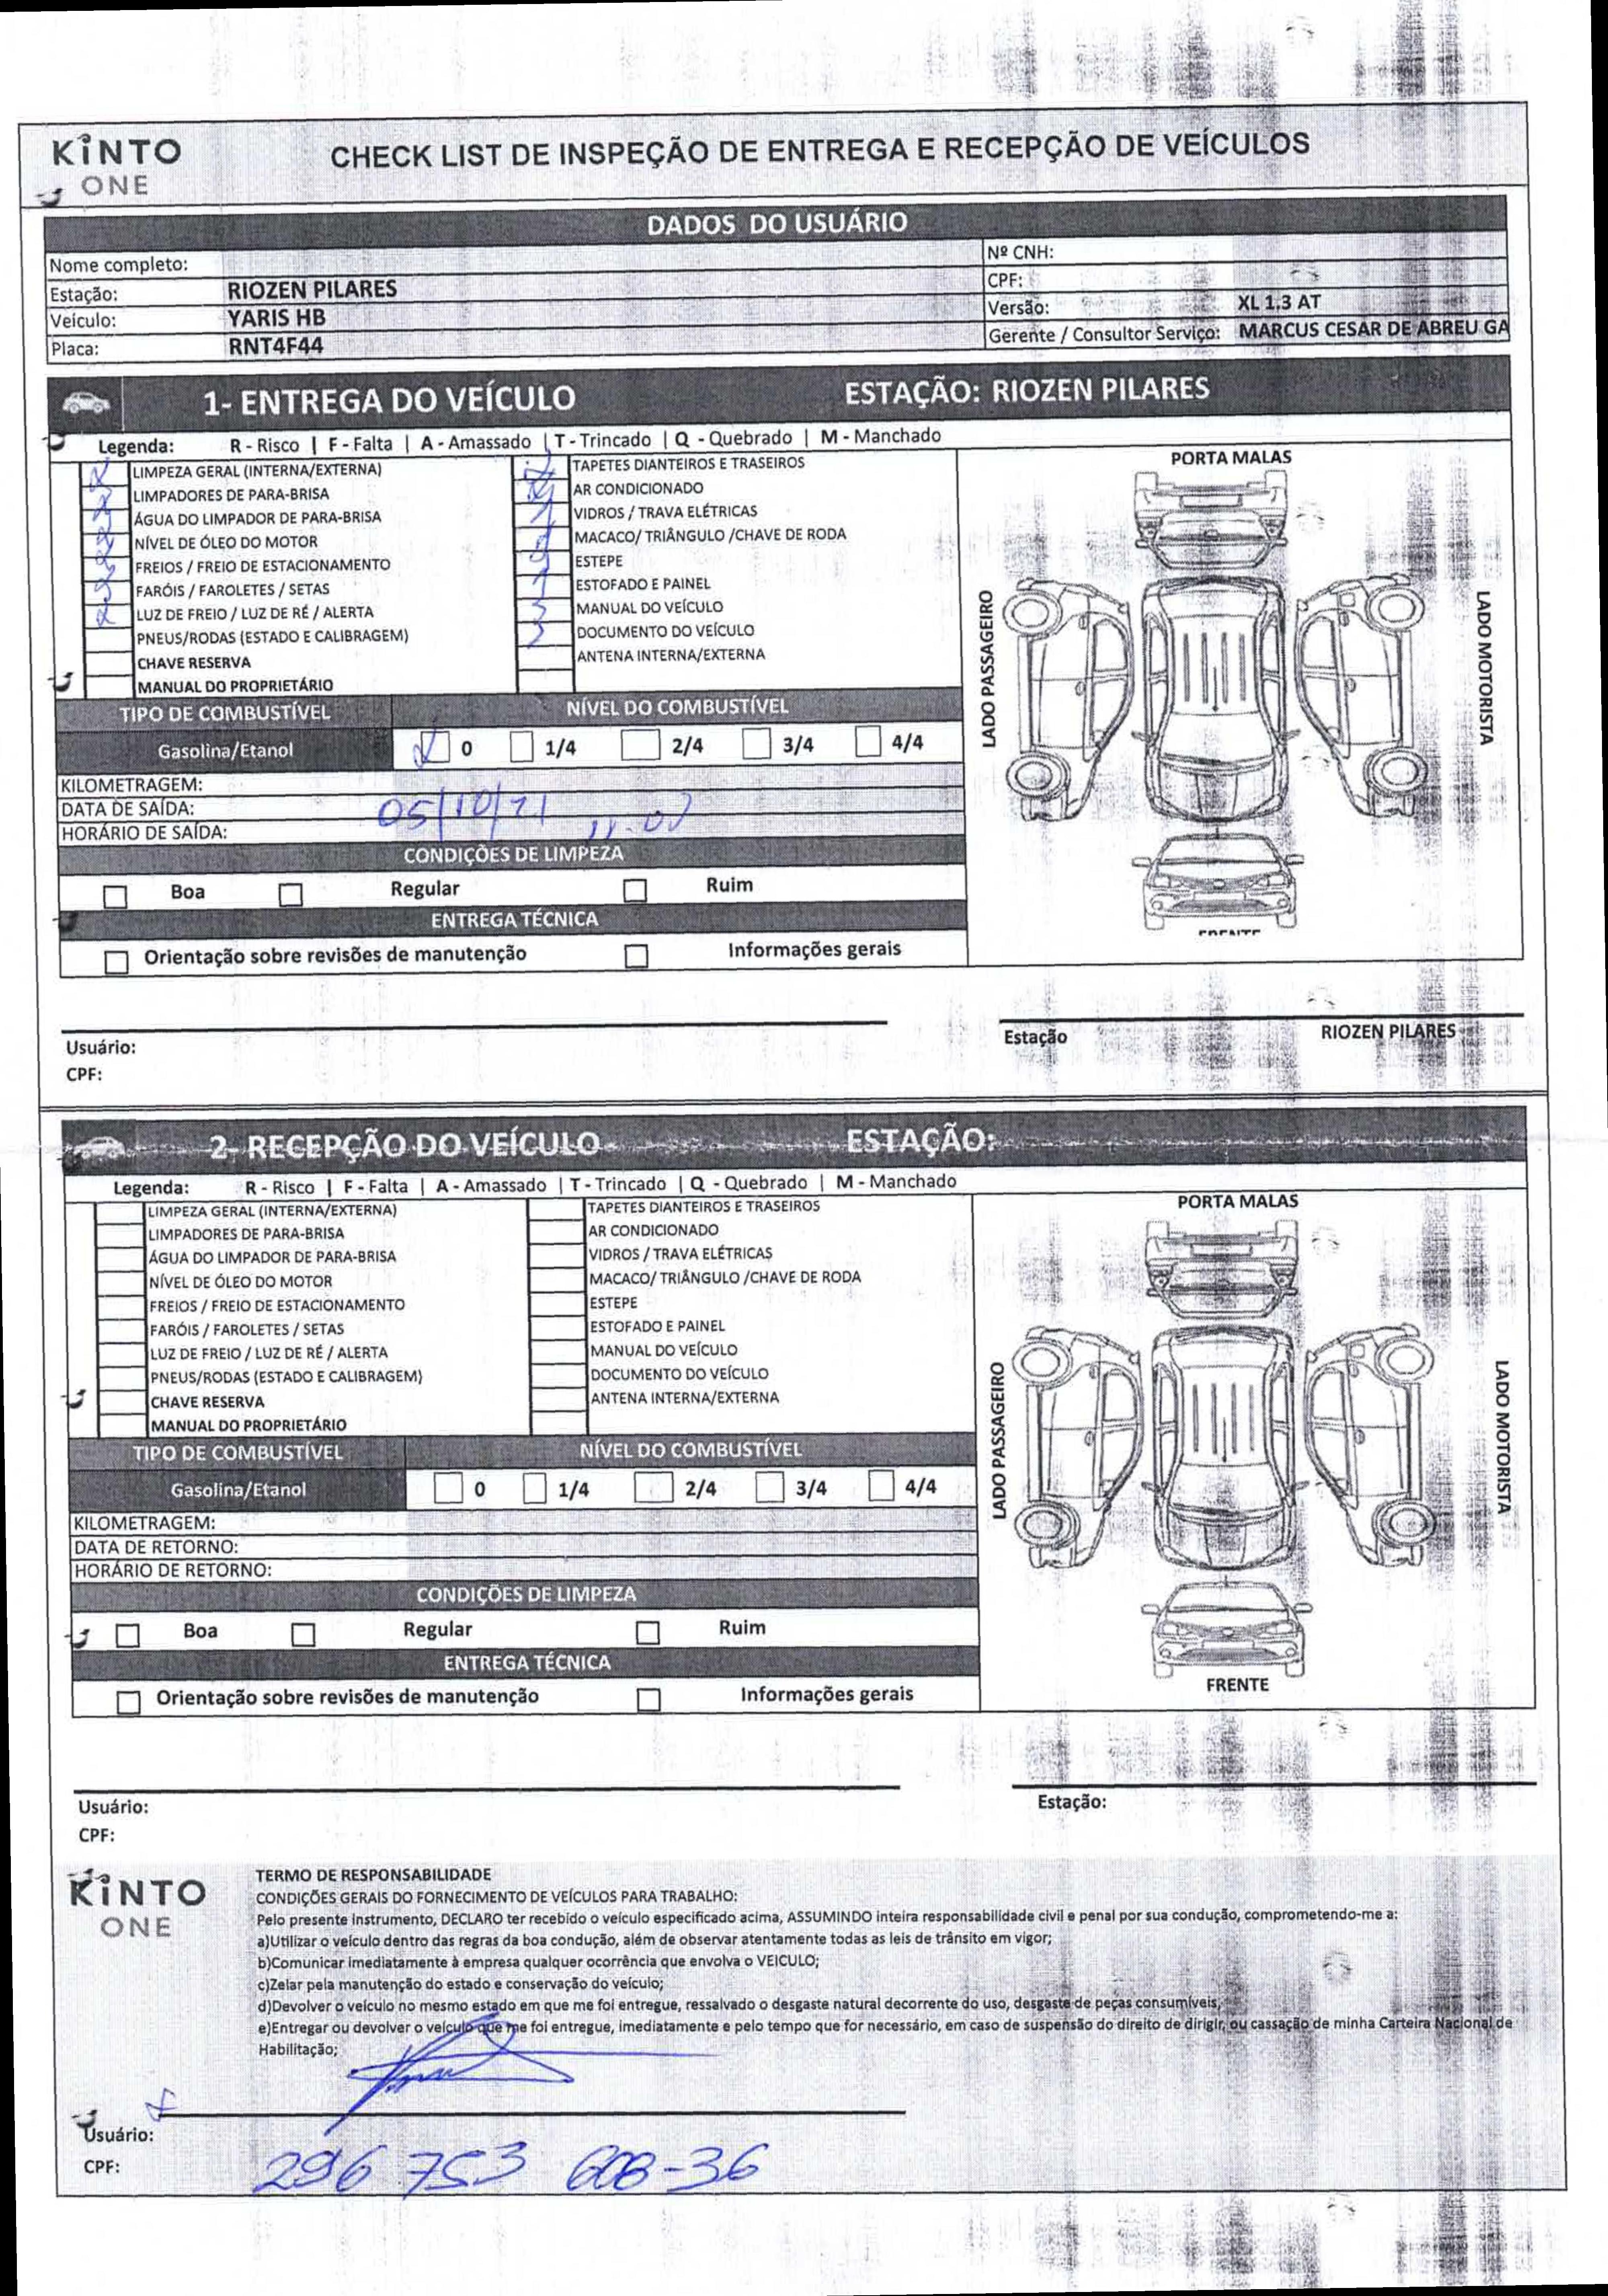 KINTO
ONE
CHECK LIST DE INSPEÇÃO DE ENTREGA E RECEPÇÃO DE VEÍCULOS
DADOS DO USUÁRIO
Nome completo:
Nº CNH:
Estação: RIOZEN PILARES
CPF:
Veículo: YARIS HB
Versão: XL 1.3 AT
Placa: RNT4F44
Gerente / Consultor Serviço: MARCUS CESAR DE ABREU GA
1- ENTREGA DO VEÍCULO ESTAÇÃO: RIOZEN PILARES
Legenda: R - Risco | F - Falta | A - Amassado | T - Trincado | Q - Quebrado | M - Manchado
LIMPEZA GERAL (INTERNA/EXTERNA)
LIMPADORES DE PARA-BRISA
ÁGUA DO LIMPADOR DE PARA-BRISA
NÍVEL DE ÓLEO DO MOTOR
FREIOS / FREIO DE ESTACIONAMENTO
FARÓIS / FAROLETES / SETAS
LUZ DE FREIO / LUZ DE RÉ / ALERTA
PNEUS/RODAS (ESTADO E CALIBRAGEM)
CHAVE RESERVA
MANUAL DO PROPRIETÁRIO
TAPETES DIANTEIROS E TRASEIROS
AR CONDICIONADO
VIDROS / TRAVA ELÉTRICAS
MACACO/ TRIÂNGULO /CHAVE DE RODA
ESTEPE
ESTOFADO E PAINEL
MANUAL DO VEÍCULO
DOCUMENTO DO VEÍCULO
ANTENA INTERNA/EXTERNA
PORTA MALAS
LADO PASSAGEIRO
LADO MOTORISTA
FRENTE
TIPO DE COMBUSTÍVEL NÍVEL DO COMBUSTÍVEL
Gasolina/Etanol 0 1/4 2/4 3/4 4/4
KILOMETRAGEM:
DATA DE SAÍDA: 05/10/21
HORÁRIO DE SAÍDA:
CONDIÇÕES DE LIMPEZA
Boa Regular Ruim
ENTREGA TÉCNICA
Orientação sobre revisões de manutenção Informações gerais
Usuário:
CPF:
Estação RIOZEN PILARES
2- RECEPÇÃO DO VEÍCULO ESTAÇÃO:
Legenda: R - Risco | F - Falta | A - Amassado | T - Trincado | Q - Quebrado | M - Manchado
LIMPEZA GERAL (INTERNA/EXTERNA)
LIMPADORES DE PARA-BRISA
ÁGUA DO LIMPADOR DE PARA-BRISA
NÍVEL DE ÓLEO DO MOTOR
FREIOS / FREIO DE ESTACIONAMENTO
FARÓIS / FAROLETES / SETAS
LUZ DE FREIO / LUZ DE RÉ / ALERTA
PNEUS/RODAS (ESTADO E CALIBRAGEM)
CHAVE RESERVA
MANUAL DO PROPRIETÁRIO
TAPETES DIANTEIROS E TRASEIROS
AR CONDICIONADO
VIDROS / TRAVA ELÉTRICAS
MACACO/ TRIÂNGULO /CHAVE DE RODA
ESTEPE
ESTOFADO E PAINEL
MANUAL DO VEÍCULO
DOCUMENTO DO VEÍCULO
ANTENA INTERNA/EXTERNA
PORTA MALAS
LADO PASSAGEIRO
LADO MOTORISTA
FRENTE
TIPO DE COMBUSTÍVEL NÍVEL DO COMBUSTÍVEL
Gasolina/Etanol 0 1/4 2/4 3/4 4/4
KILOMETRAGEM:
DATA DE RETORNO:
HORÁRIO DE RETORNO:
CONDIÇÕES DE LIMPEZA
Boa Regular Ruim
ENTREGA TÉCNICA
Orientação sobre revisões de manutenção Informações gerais
Usuário:
CPF:
Estação:
KINTO
ONE
TERMO DE RESPONSABILIDADE
CONDIÇÕES GERAIS DO FORNECIMENTO DE VEÍCULOS PARA TRABALHO:
Pelo presente Instrumento, DECLARO ter recebido o veículo especificado acima, ASSUMINDO inteira responsabilidade civil e penal por sua condução, comprometendo-me a:
a)Utilizar o veículo dentro das regras da boa condução, além de observar atentamente todas as leis de trânsito em vigor;
b)Comunicar imediatamente à empresa qualquer ocorrência que envolva o VEICULO;
c)Zelar pela manutenção do estado e conservação do veículo;
d)Devolver o veículo no mesmo estado em que me foi entregue, ressalvado o desgaste natural decorrente do uso, desgaste de peças consumíveis,
e)Entregar ou devolver o veículo que me foi entregue, imediatamente e pelo tempo que for necessário, em caso de suspensão do direito de dirigir, ou cassação de minha Carteira Nacional de
Habilitação;
Usuário:
CPF: 296 753 608-36